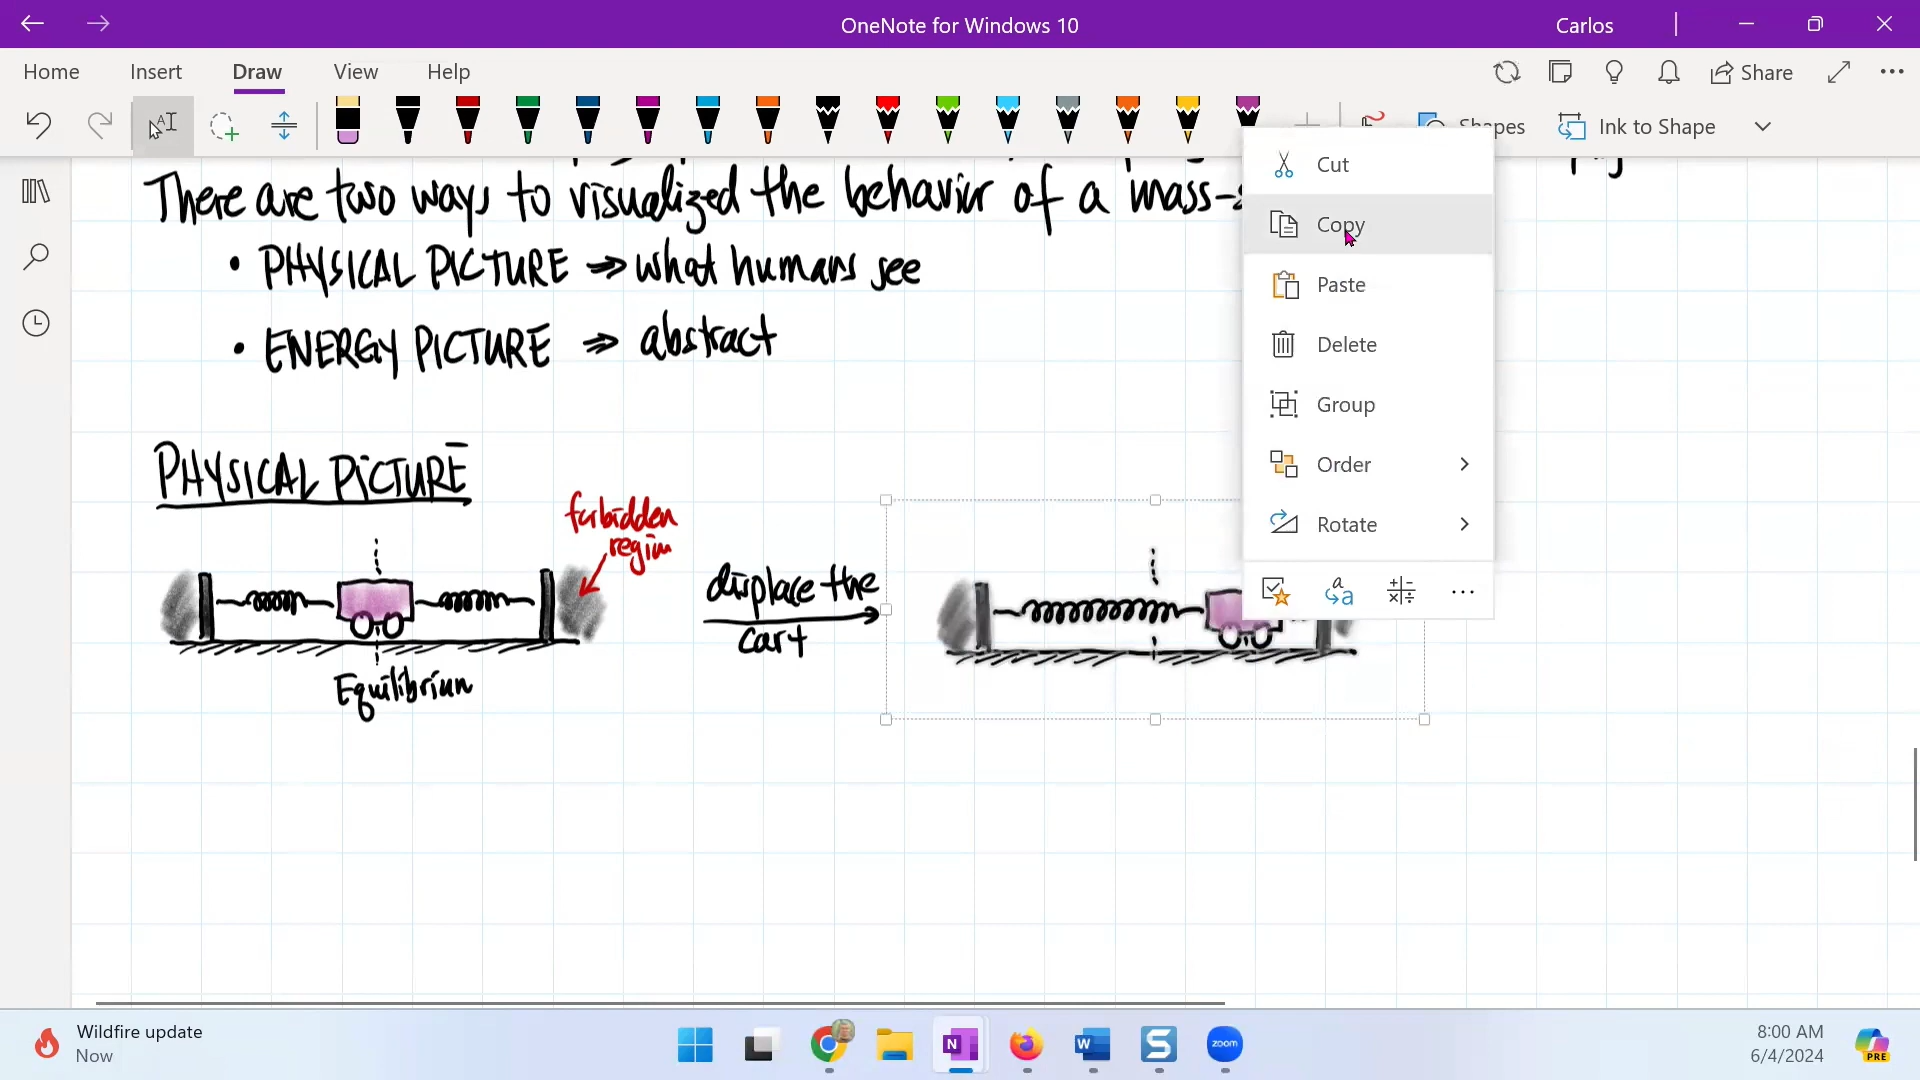 OneNote for Windows 10
Carlos
Home
Insert
Draw
View
Help
Share
Shapes
Ink to Shape
There are two ways to visualized the behavior of a mass-
• PHYSICAL PICTURE => what humans see
• ENERGY PICTURE => abstract
Cut
Copy
Paste
Delete
Group
Order
Rotate
PHYSICAL PICTURE
forbidden
region
displace the
cart
Equilibrium
Wildfire update
Now
W
N
S
zoom
8:00 AM
6/4/2024
PRE